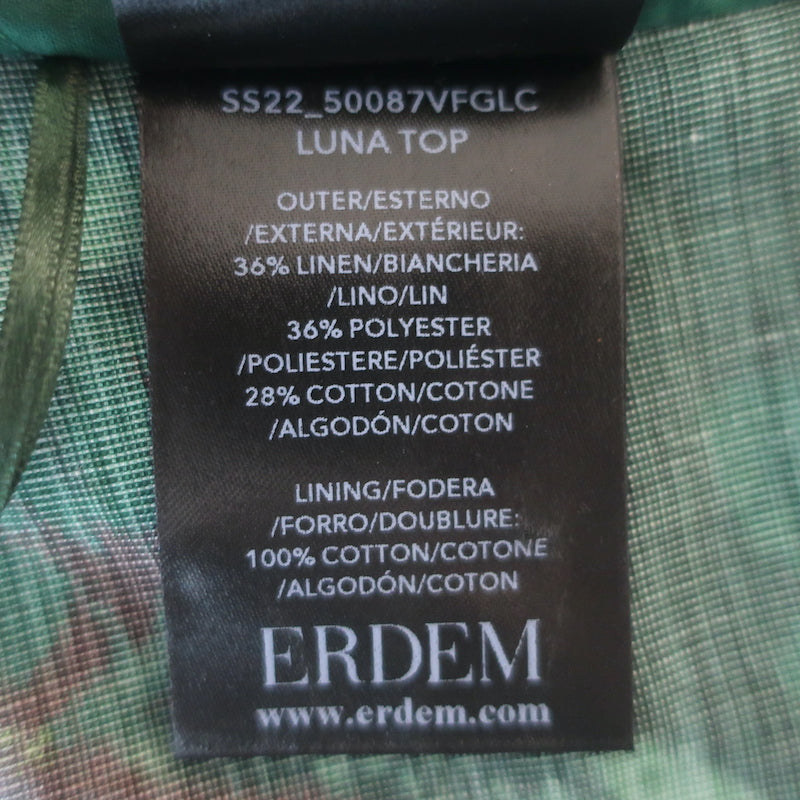 SS22_50087VFGLC
LUNA TOP
OUTER/ESTERNO
/EXTERNA/EXTÉRIEUR:
36% LINEN/BIANCHERIA
/LINO/LIN
36% POLYESTER
/POLIESTERE/POLIÉSTER
28% COTTON/COTONE
/ALGODÓN/COTON
LINING/FODERA
/FORRO/DOUBLURE:
100% COTTON/COTONE
/ALGODÓN/COTON
ERDEM
www.erdem.com